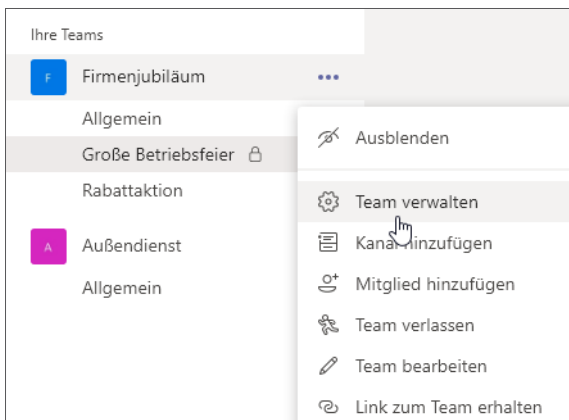 Ihre Teams
F Firmenjubiläum
Allgemein
Große Betriebsfeier
Rabattaktion
A Außendienst
Allgemein
Ausblenden
Team verwalten
Kanal hinzufügen
Mitglied hinzufügen
Team verlassen
Team bearbeiten
Link zum Team erhalten